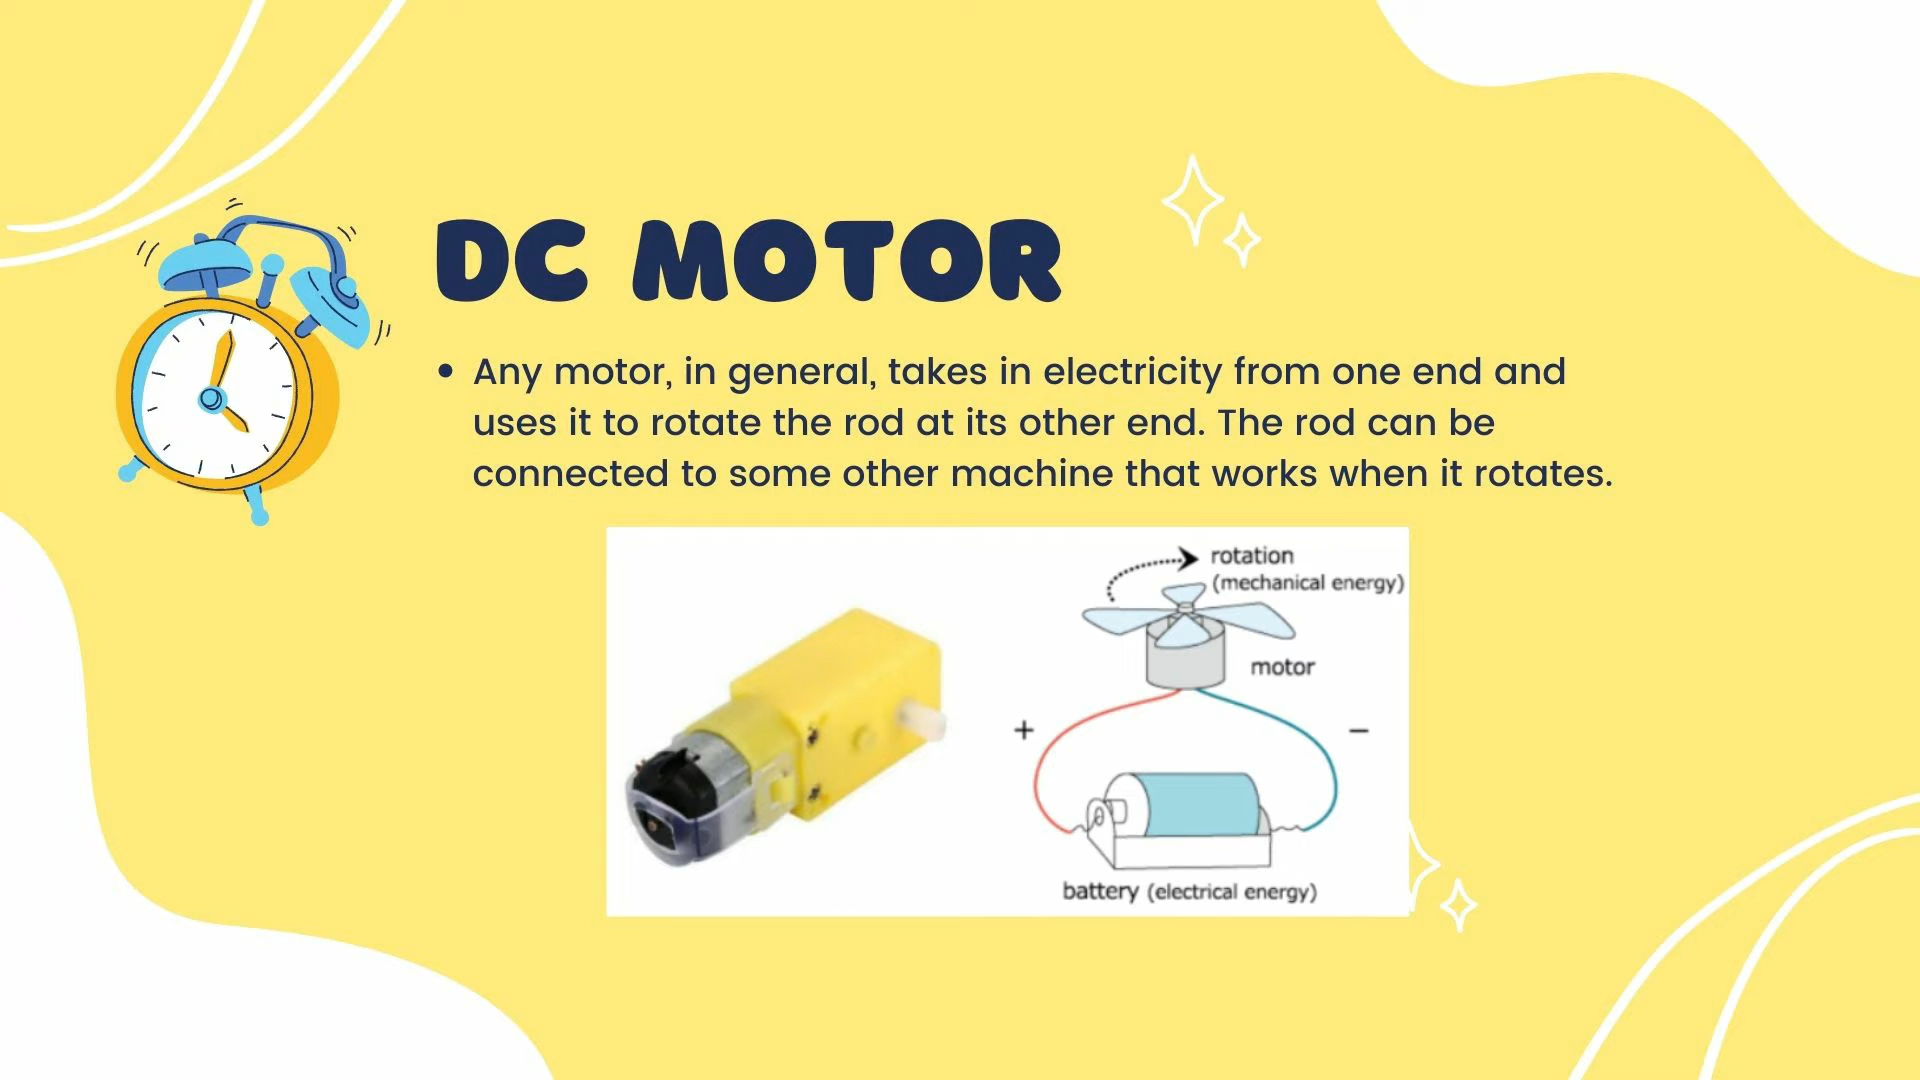 DC MOTOR
• Any motor, in general, takes in electricity from one end and
uses it to rotate the rod at its other end. The rod can be
connected to some other machine that works when it rotates.
rotation
(mechanical energy)
motor
+ −
battery (electrical energy)